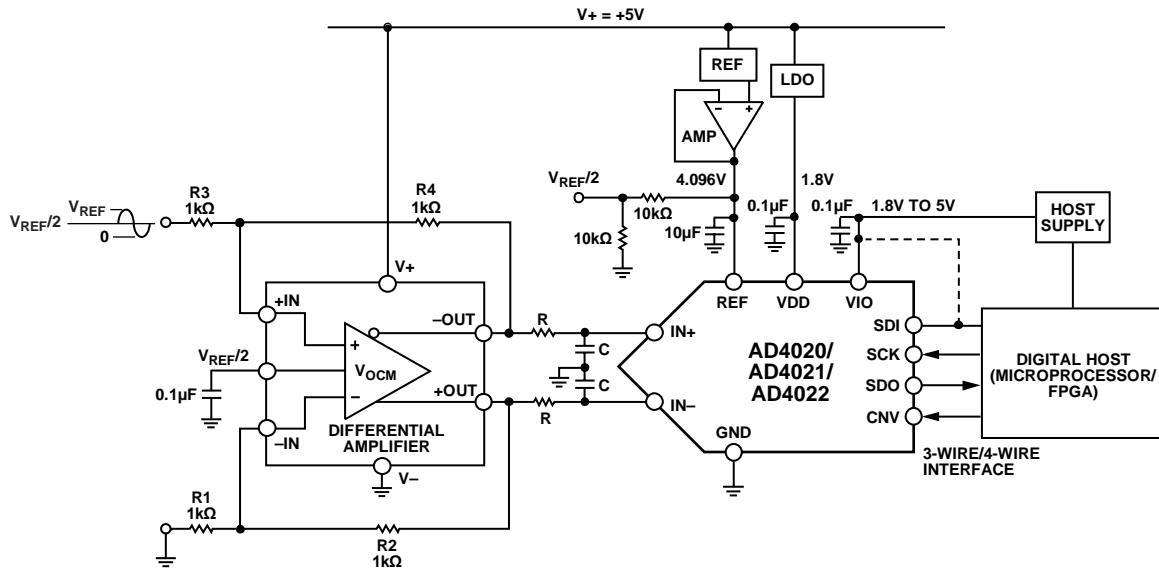 V+ = +5V
REF
LDO
– +
AMP
4.096V
1.8V
VREF/2
10kΩ
10kΩ
10µF
0.1µF
0.1µF
1.8V TO 5V
HOST
SUPPLY
R3
1kΩ
R4
1kΩ
VREF
VREF/2
0
V+
+IN
–OUT
+
VOCM
–
VREF/2
0.1µF
+OUT
–IN
DIFFERENTIAL
AMPLIFIER
V–
R1
1kΩ
R2
1kΩ
R
C
C
R
REF
VDD
VIO
IN+
IN–
AD4020/
AD4021/
AD4022
GND
SDI
SCK
SDO
CNV
DIGITAL HOST
(MICROPROCESSOR/
FPGA)
3-WIRE/4-WIRE
INTERFACE